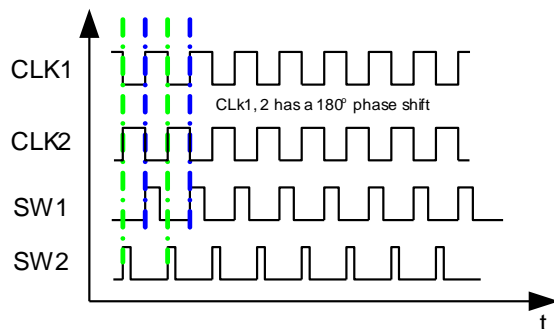 CLK1
CLk1, 2 has a 180° phase shift
CLK2
SW1
SW2
t